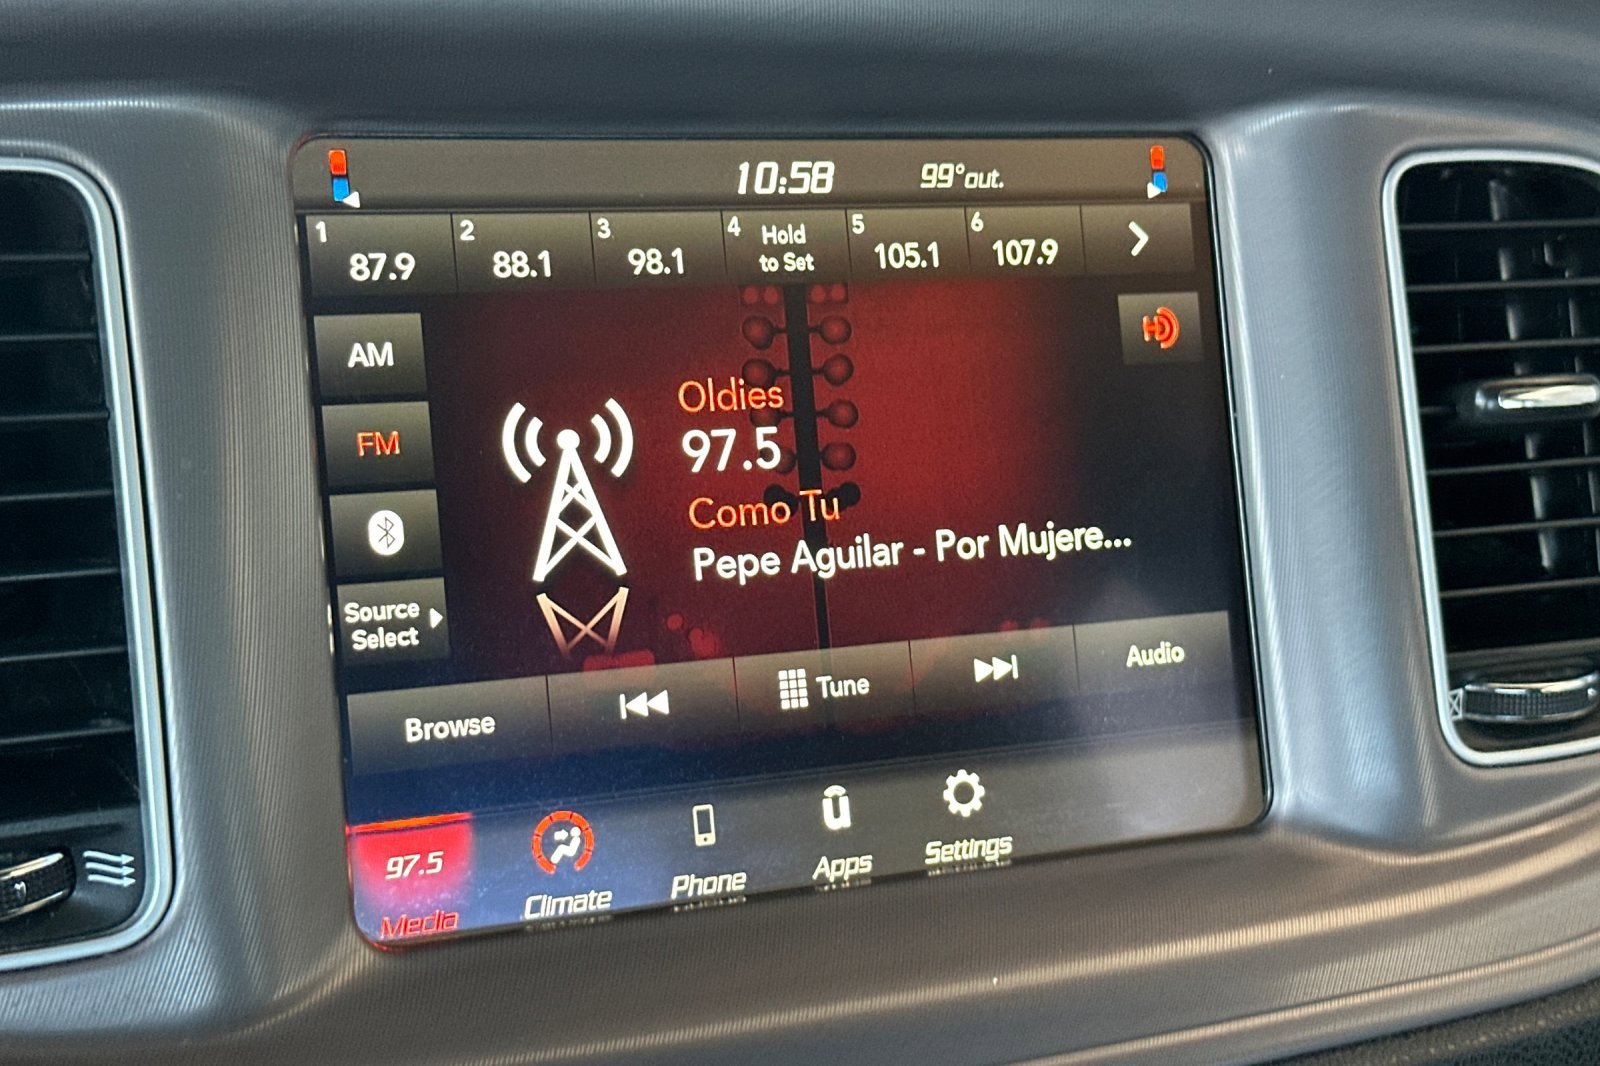 10:58 99°out.
1 87.9 2 88.1 3 98.1 4 Hold to Set 5 105.1 6 107.9
HD
AM
FM
Source Select
Oldies
97.5
Como Tu
Pepe Aguilar - Por Mujere...
Browse Tune Audio
97.5
Media Climate Phone Apps Settings